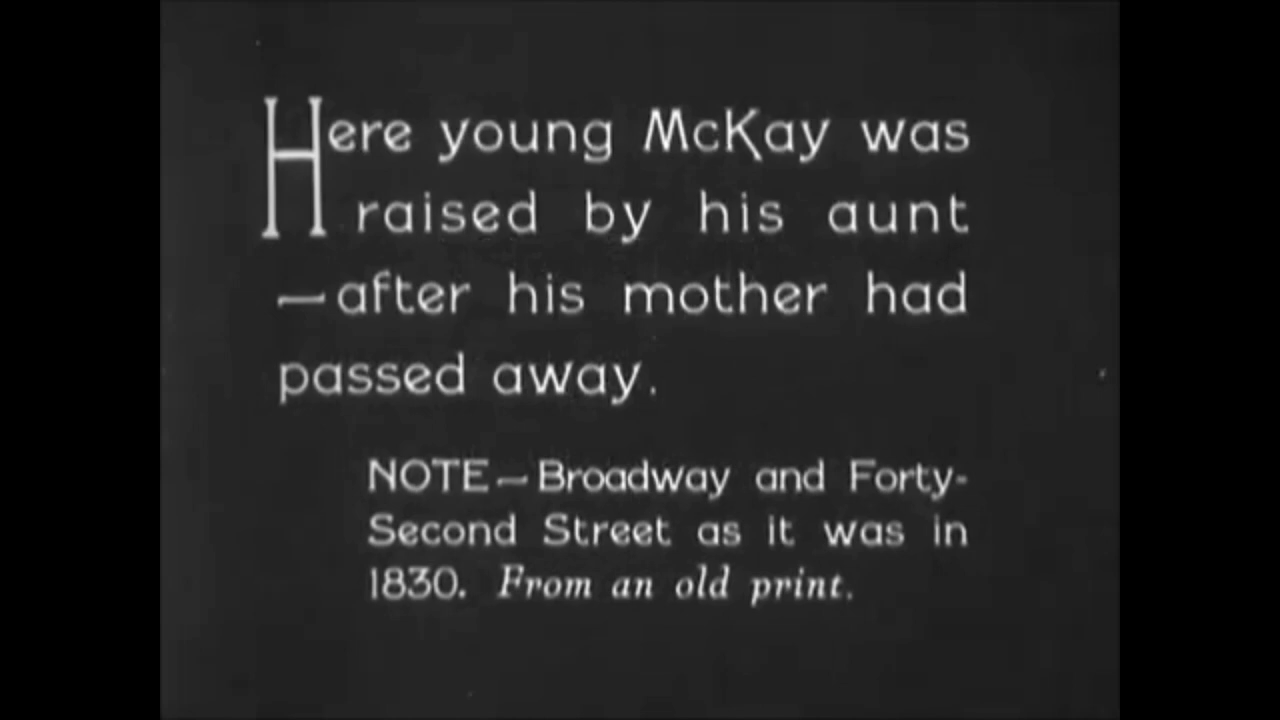 Here young McKay was
raised by his aunt
—after his mother had
passed away.
NOTE—Broadway and Forty-
Second Street as it was in
1830. From an old print.